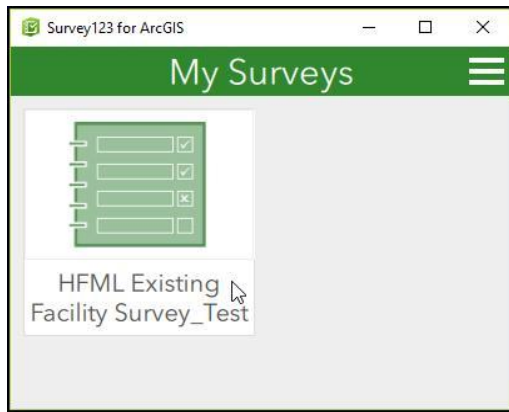 Survey123 for ArcGIS
My Surveys
HFML Existing
Facility Survey_Test